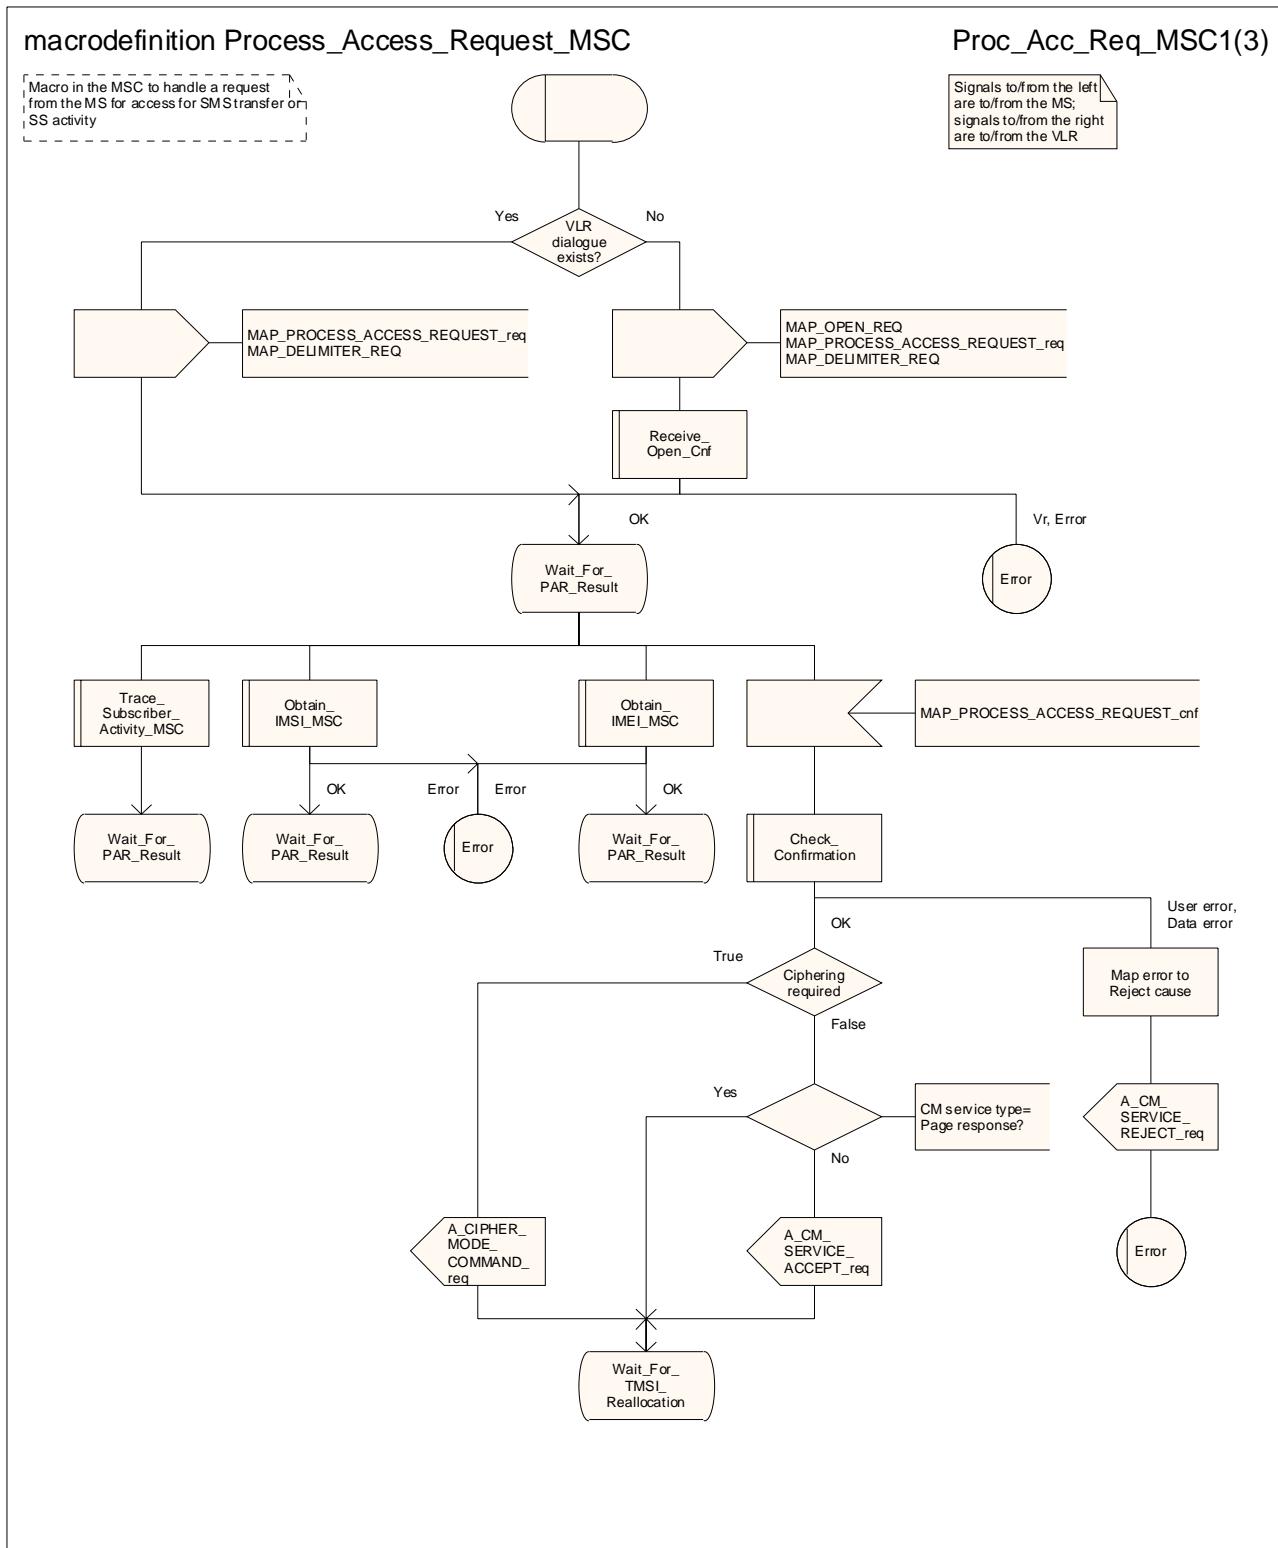 macrodefinition Process_Access_Request_MSC
Proc_Acc_Req_MSC1(3)
Macro in the MSC to handle a request
from the MS for access for SMS transfer or
SS activity
Signals to/from the left
are to/from the MS;
signals to/from the right
are to/from the VLR
Yes
No
VLR
dialogue
exists?
MAP_PROCESS_ACCESS_REQUEST_req
MAP_DELIMITER_REQ
MAP_OPEN_REQ
MAP_PROCESS_ACCESS_REQUEST_req
MAP_DELIMITER_REQ
Receive_
Open_Cnf
OK
Vr, Error
Wait_For_
PAR_Result
Error
Trace_
Subscriber_
Activity_MSC
Obtain_
IMSI_MSC
Obtain_
IMEI_MSC
MAP_PROCESS_ACCESS_REQUEST_cnf
OK
Error
Error
OK
Wait_For_
PAR_Result
Wait_For_
PAR_Result
Error
Wait_For_
PAR_Result
Check_
Confirmation
User error,
Data error
OK
True
Ciphering
required
Map error to
Reject cause
False
Yes
CM service type=
Page response?
A_CM_
SERVICE_
REJECT_req
No
A_CIPHER_
MODE_
COMMAND_
req
A_CM_
SERVICE_
ACCEPT_req
Error
Wait_For_
TMSI_
Reallocation